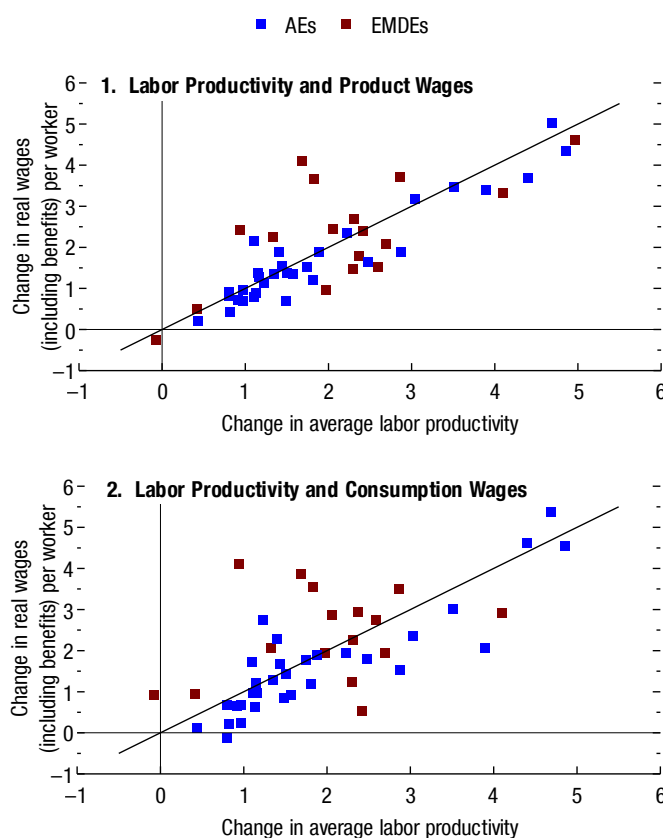 AEs EMDEs
1. Labor Productivity and Product Wages
Change in real wages
(including benefits) per worker
6
5
4
3
2
1
0
–1
–1 0 1 2 3 4 5 6
Change in average labor productivity
2. Labor Productivity and Consumption Wages
Change in real wages
(including benefits) per worker
6
5
4
3
2
1
0
–1
–1 0 1 2 3 4 5 6
Change in average labor productivity